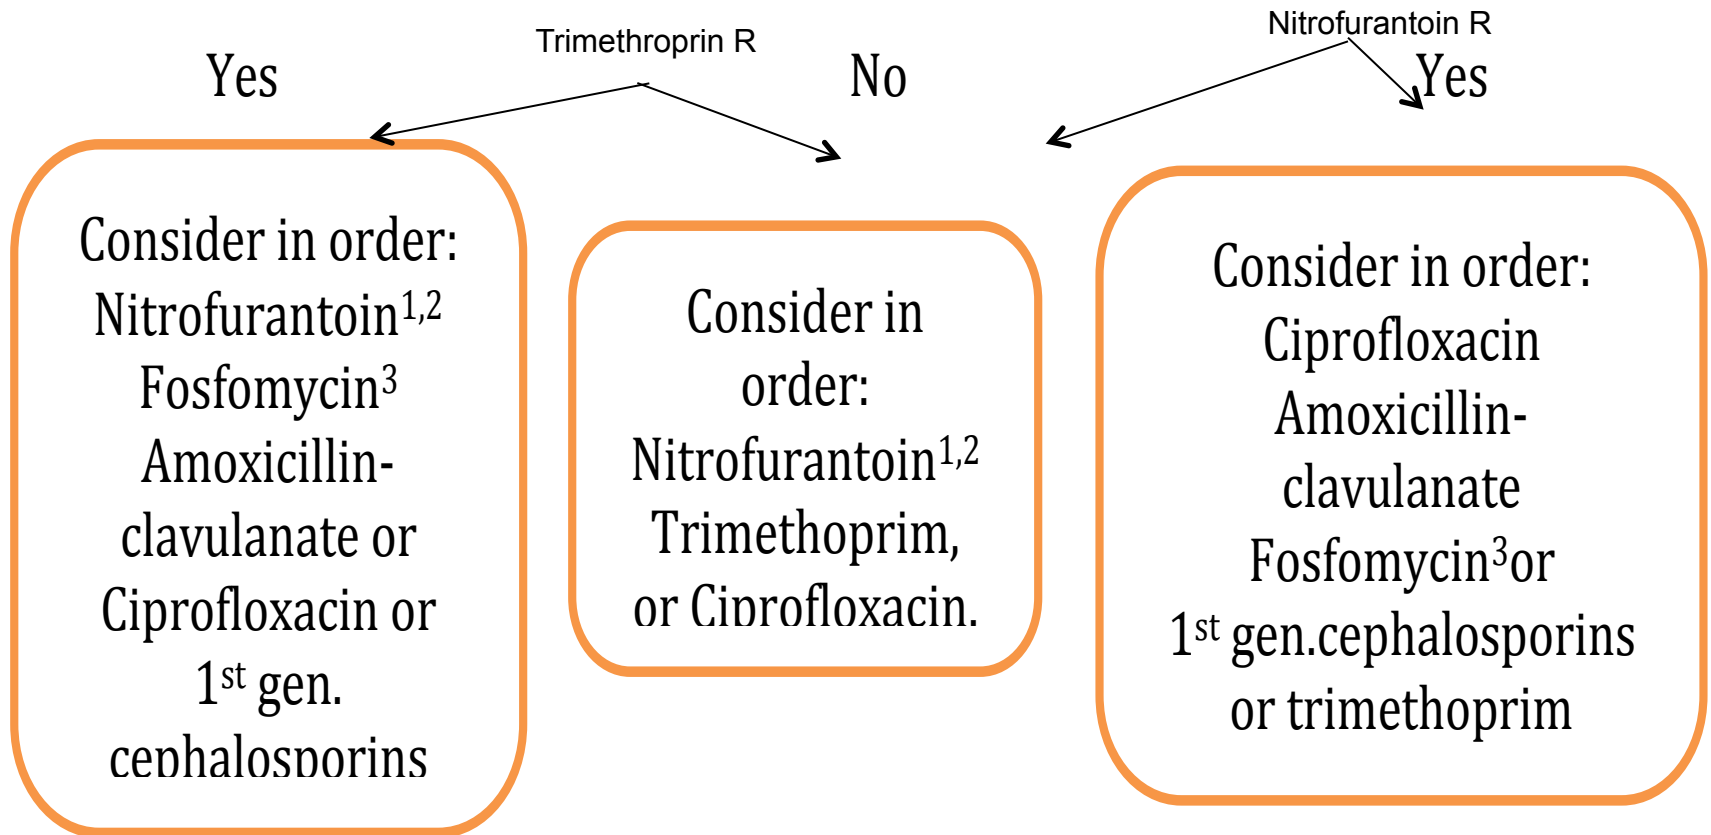 Trimethroprin R
Nitrofurantoin R
Yes
No
Yes
Consider in order:
Nitrofurantoin1,2
Fosfomycin3
Amoxicillin-
clavulanate or
Ciprofloxacin or
1st gen.
cephalosporins
Consider in
order:
Nitrofurantoin1,2
Trimethoprim,
or Ciprofloxacin.
Consider in order:
Ciprofloxacin
Amoxicillin-
clavulanate
Fosfomycin3or
1st gen.cephalosporins
or trimethoprim